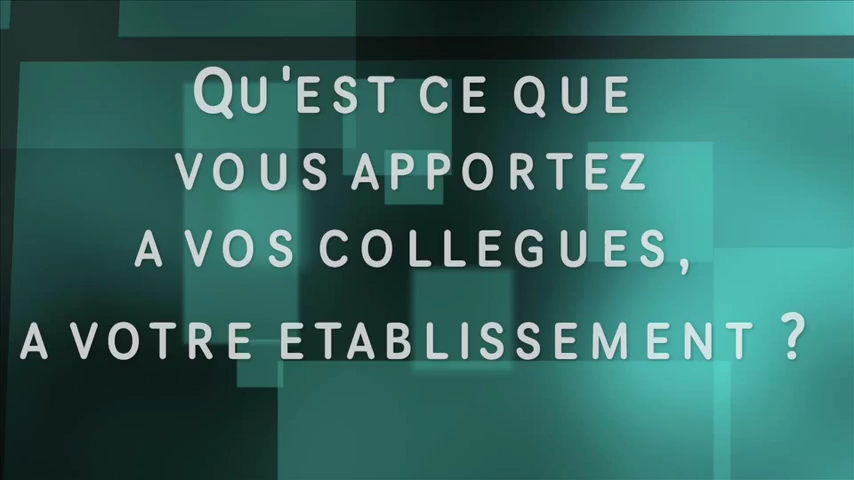 QU'EST CE QUE
VOUS APPORTEZ
A VOS COLLEGUES,
A VOTRE ETABLISSEMENT ?